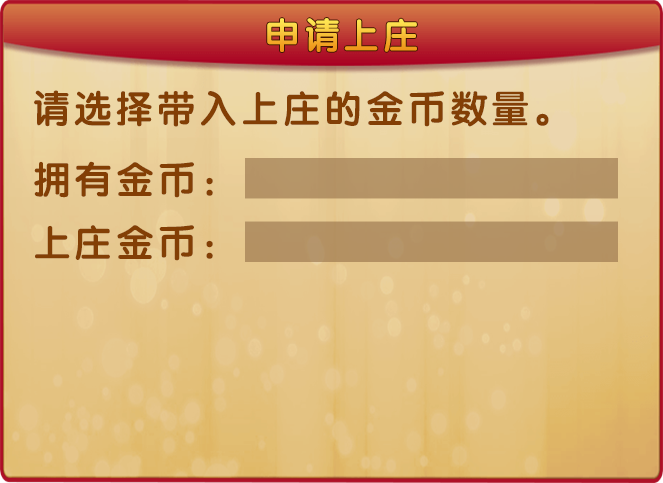 申请上庄
请选择带入上庄的金币数量。
拥有金币：
上庄金币：